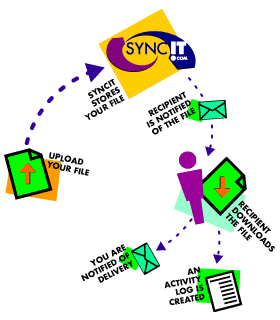 SYNCIT
.COM
SYNCIT
STORES
YOUR FILE
UPLOAD
YOUR FILE
RECIPIENT
IS NOTIFIED
OF THE FILE
RECIPIENT
DOWNLOADS
THE FILE
YOU ARE
NOTIFIED OF
DELIVERY
AN
ACTIVITY
LOG IS
CREATED